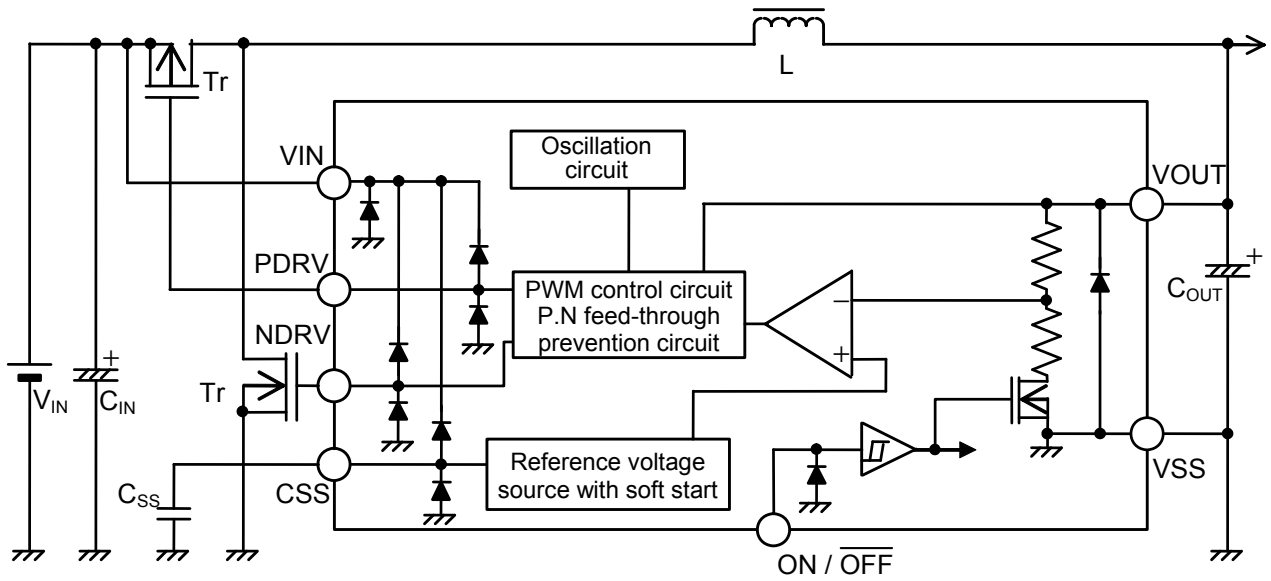 Tr
L
VIN
Oscillation
circuit
VOUT
PDRV
PWM control circuit
P.N feed-through
prevention circuit
−
+
+
COUT
NDRV
+
VIN
CIN
Tr
CSS
CSS
Reference voltage
source with soft start
VSS
ON / OFF